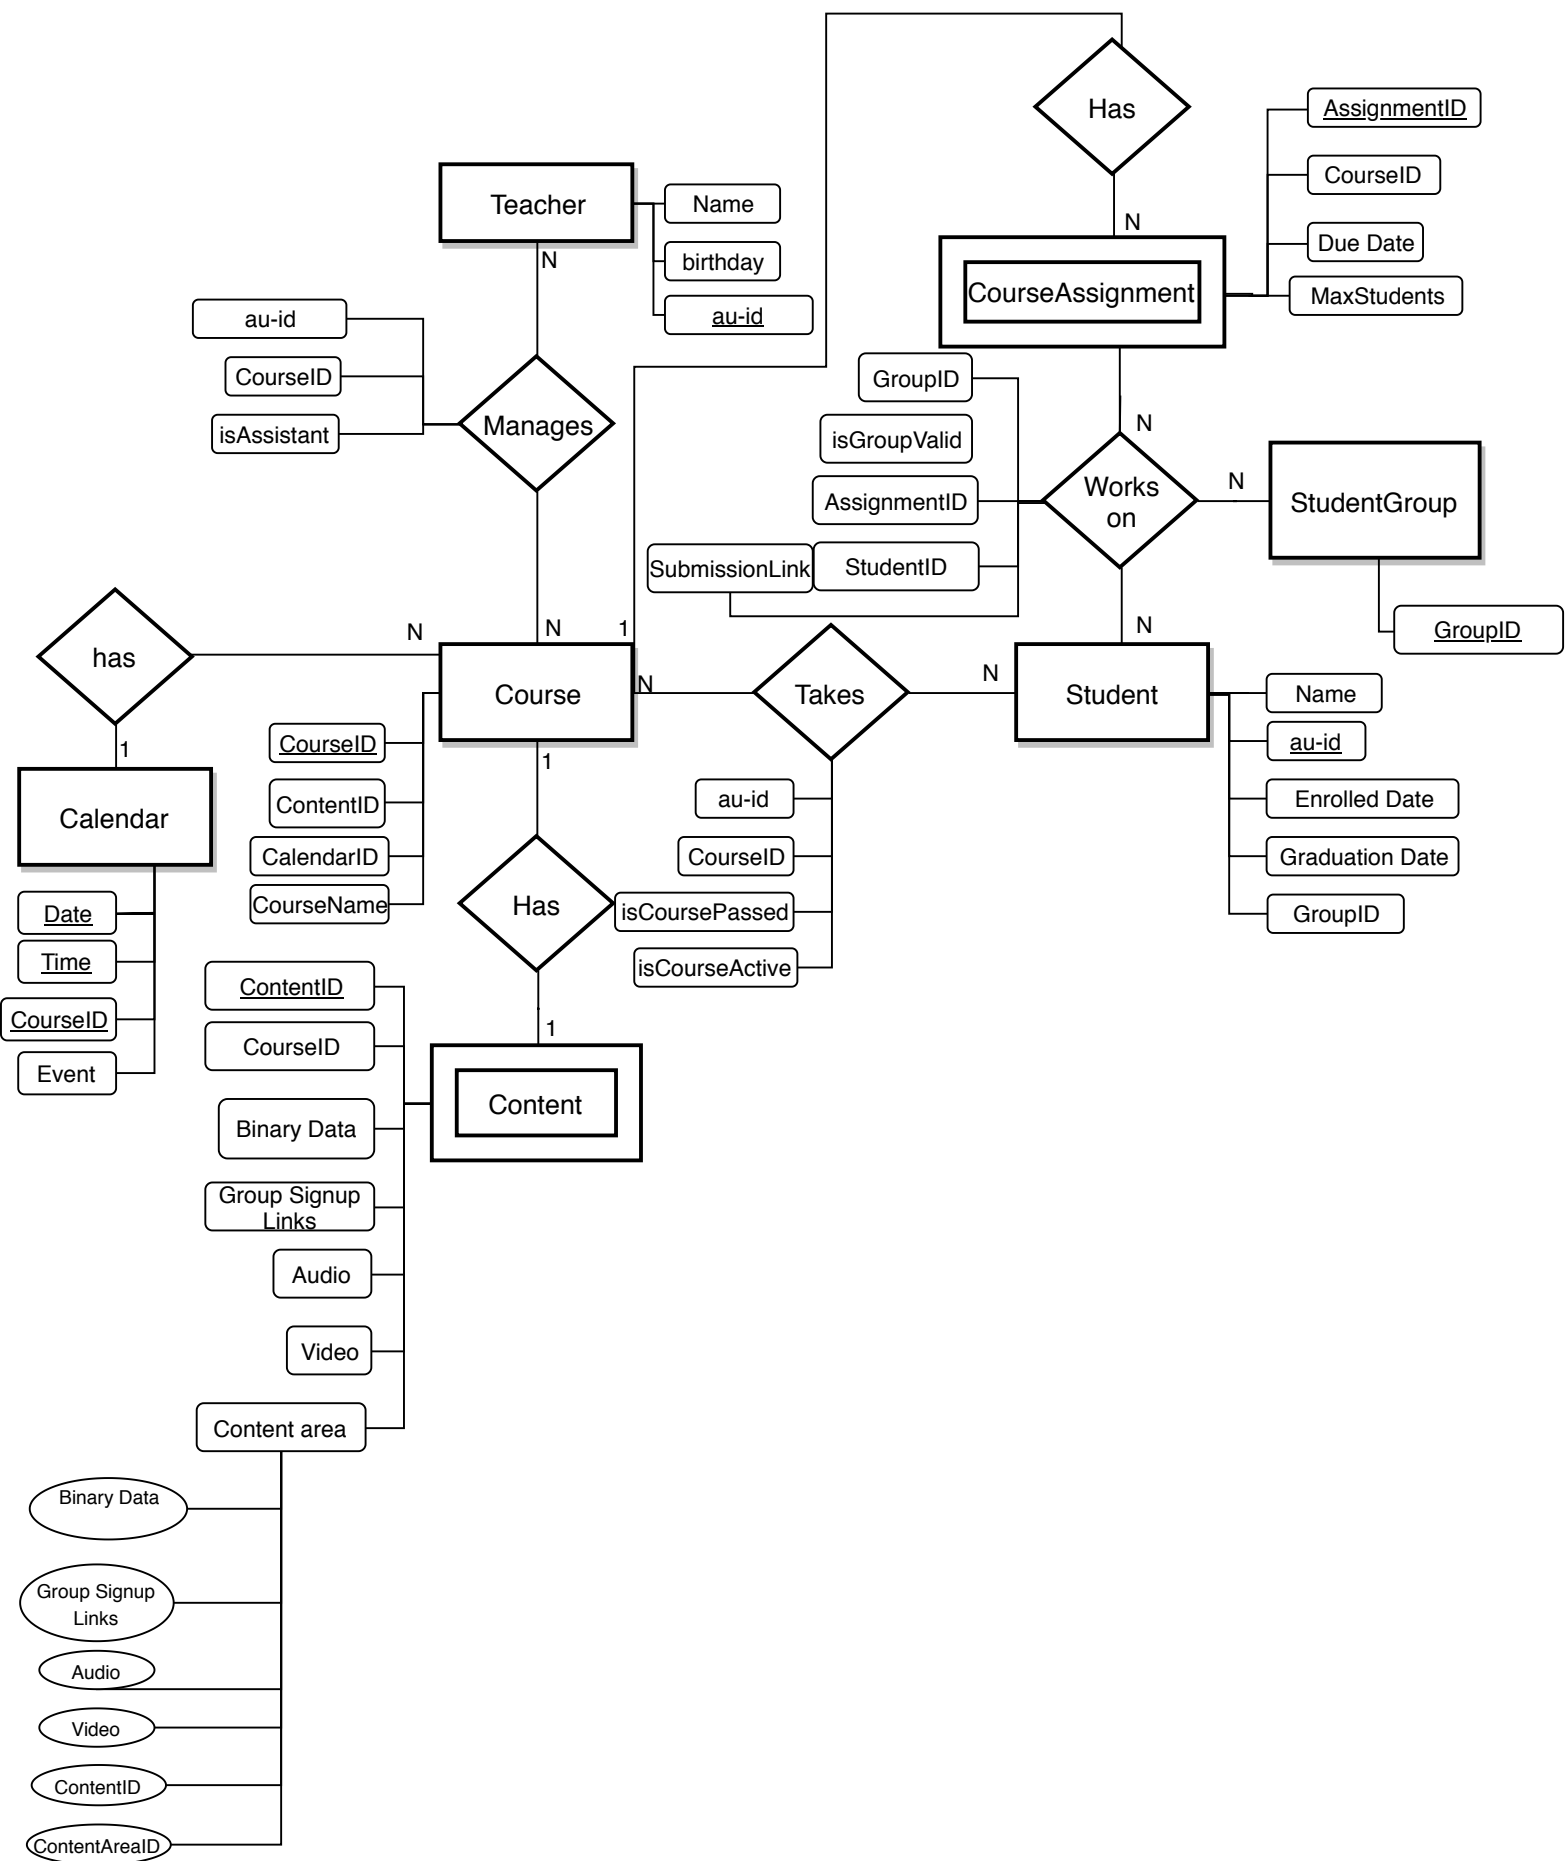 Has
AssignmentID
CourseID
Due Date
MaxStudents
N
CourseAssignment
Teacher
Name
birthday
au-id
N
au-id
CourseID
isAssistant
Manages
GroupID
isGroupValid
AssignmentID
StudentID
SubmissionLink
N
Works
on
N
StudentGroup
GroupID
N
has
N
N
1
Course
N
Takes
N
Student
Name
au-id
Enrolled Date
Graduation Date
GroupID
1
Calendar
Date
Time
CourseID
Event
CourseID
ContentID
CalendarID
CourseName
1
Has
au-id
CourseID
isCoursePassed
isCourseActive
1
Content
ContentID
CourseID
Binary Data
Group Signup
Links
Audio
Video
Content area
Binary Data
Group Signup
Links
Audio
Video
ContentID
ContentAreaID